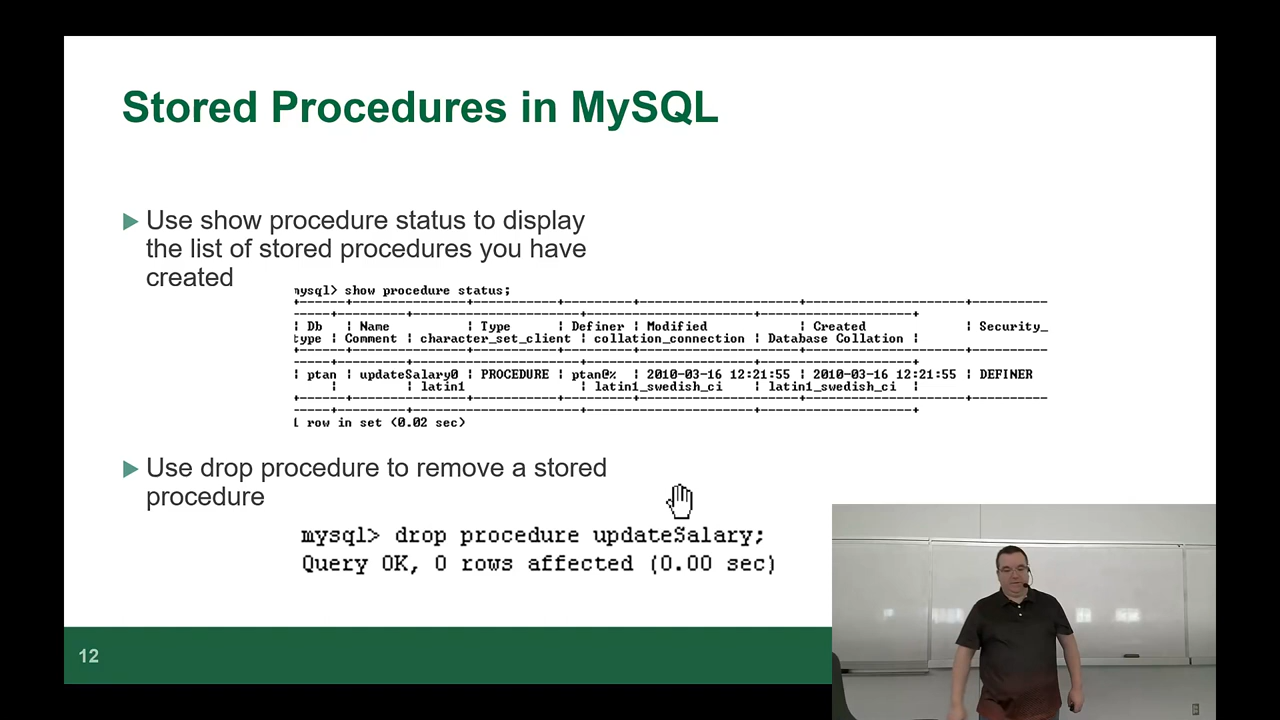 Stored Procedures in MySQL
Use show procedure status to display
the list of stored procedures you have
created
mysql> show procedure status;
+------+------------+-----------+---------+---------------------+---------------------+----------
-----+---------+----------------------+----------------------+--------------------+
| Db | Name | Type | Definer | Modified | Created | Security_
type | Comment | character_set_client | collation_connection | Database Collation |
+------+------------+-----------+---------+---------------------+---------------------+----------
-----+---------+----------------------+----------------------+--------------------+
| ptan | updateSalary0 | PROCEDURE | ptan@% | 2010-03-16 12:21:55 | 2010-03-16 12:21:55 | DEFINER
| | latin1 | latin1_swedish_ci | latin1_swedish_ci |
+------+------------+-----------+---------+---------------------+---------------------+----------
-----+---------+----------------------+----------------------+--------------------+
1 row in set (0.02 sec)
Use drop procedure to remove a stored
procedure
mysql> drop procedure updateSalary;
Query OK, 0 rows affected (0.00 sec)
12